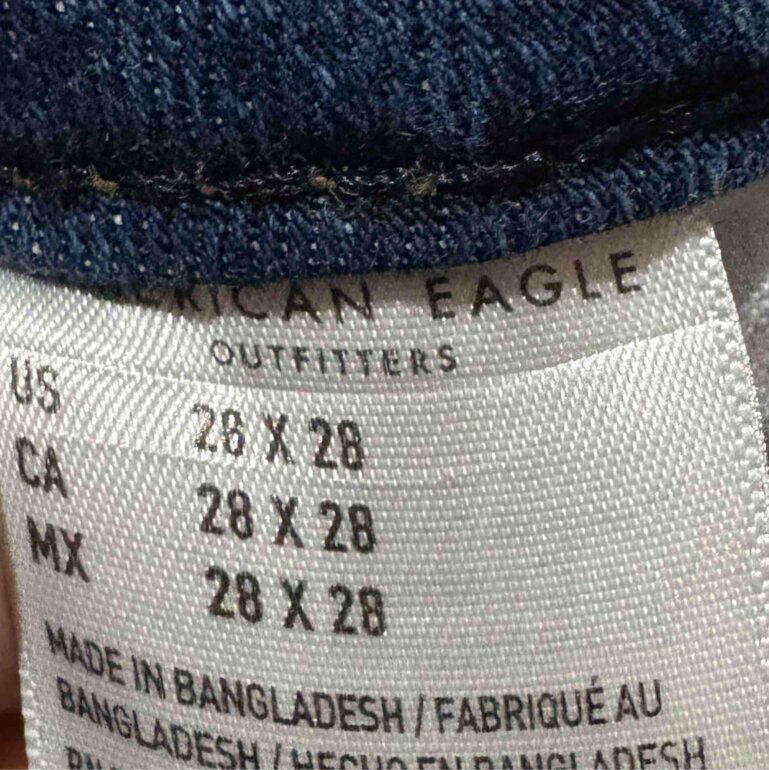 AMERICAN EAGLE
OUTFITTERS
US 28 X 28
CA 28 X 28
MX 28 X 28
MADE IN BANGLADESH / FABRIQUÉ AU
BANGLADESH / HECHO EN BANGLADESH